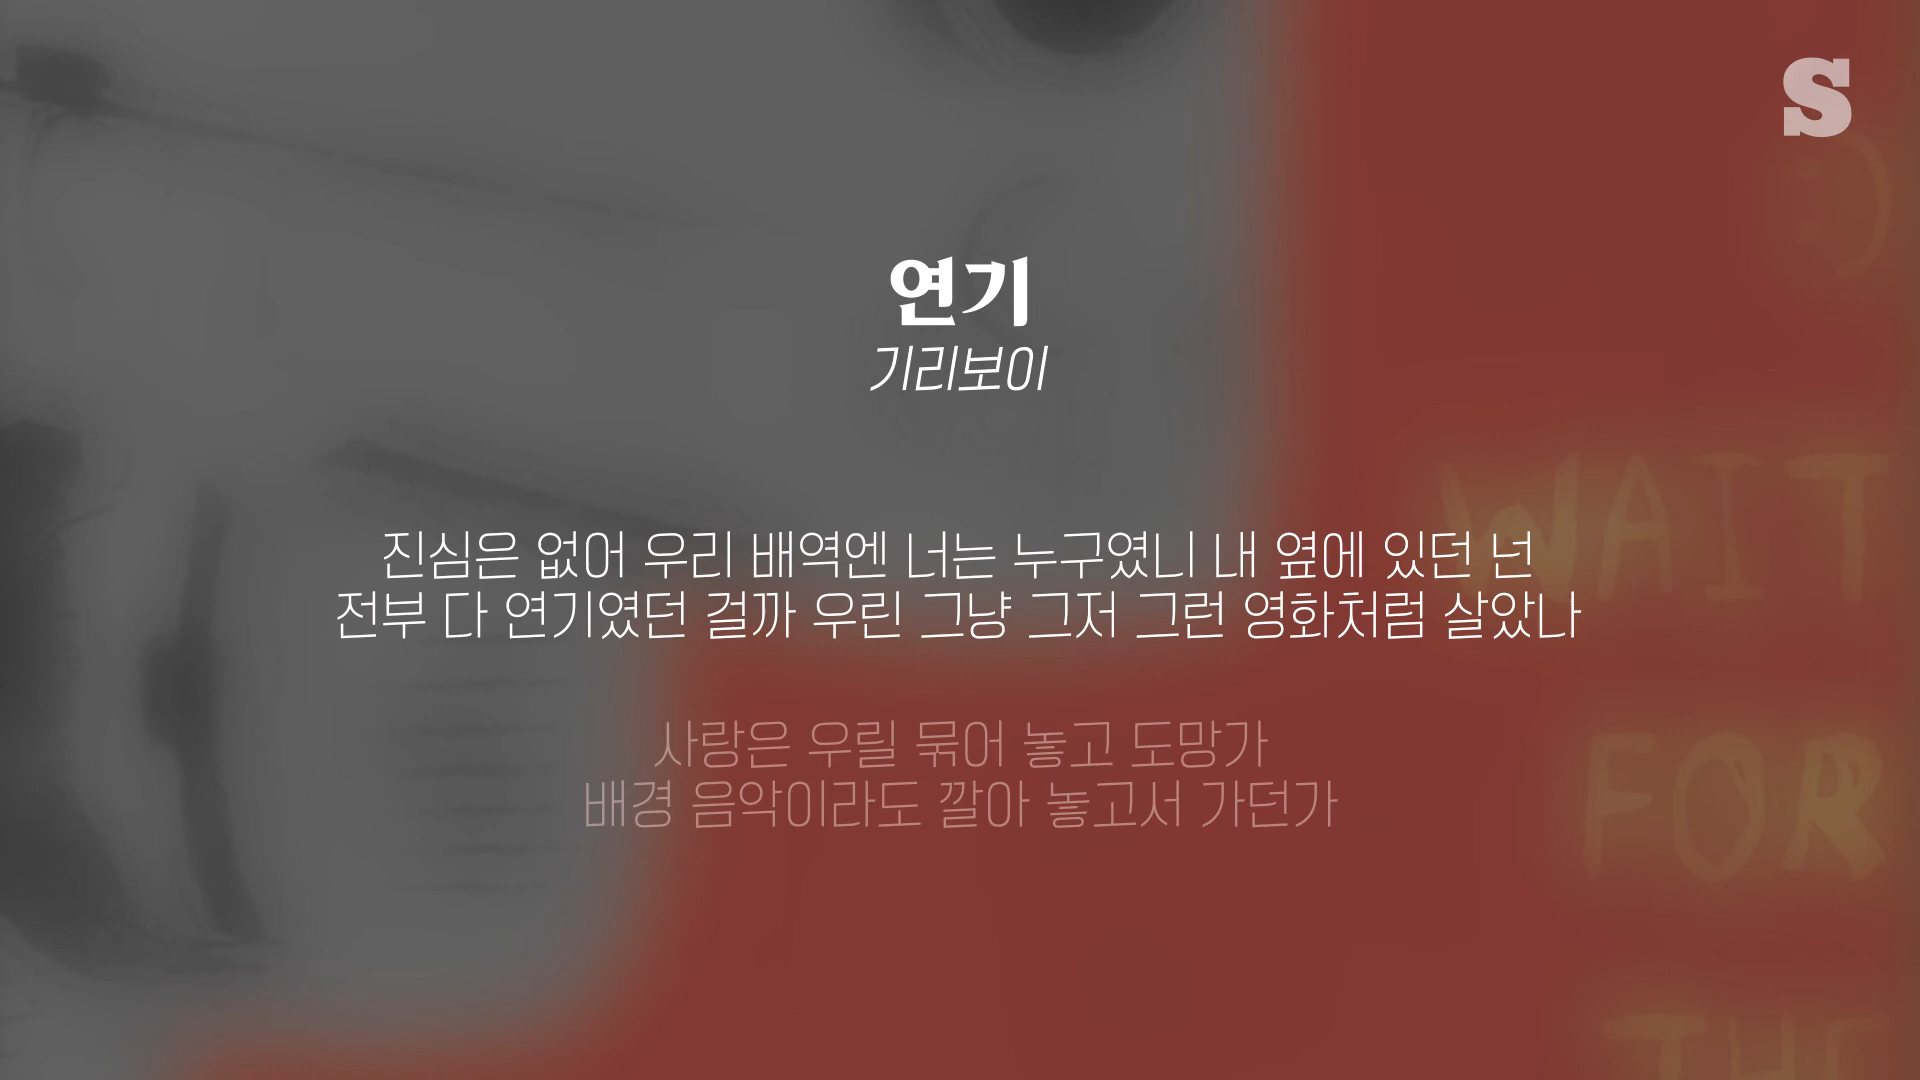 S
연기
기리보이
WAIT
진심은 없어 우리 배역엔 너는 누구였니 내 옆에 있던 넌
전부 다 연기였던 걸까 우린 그냥 그저 그런 영화처럼 살았나
사랑은 우릴 묶어 놓고 도망가
FOR
배경 음악이라도 깔아 놓고서 가던가
THE